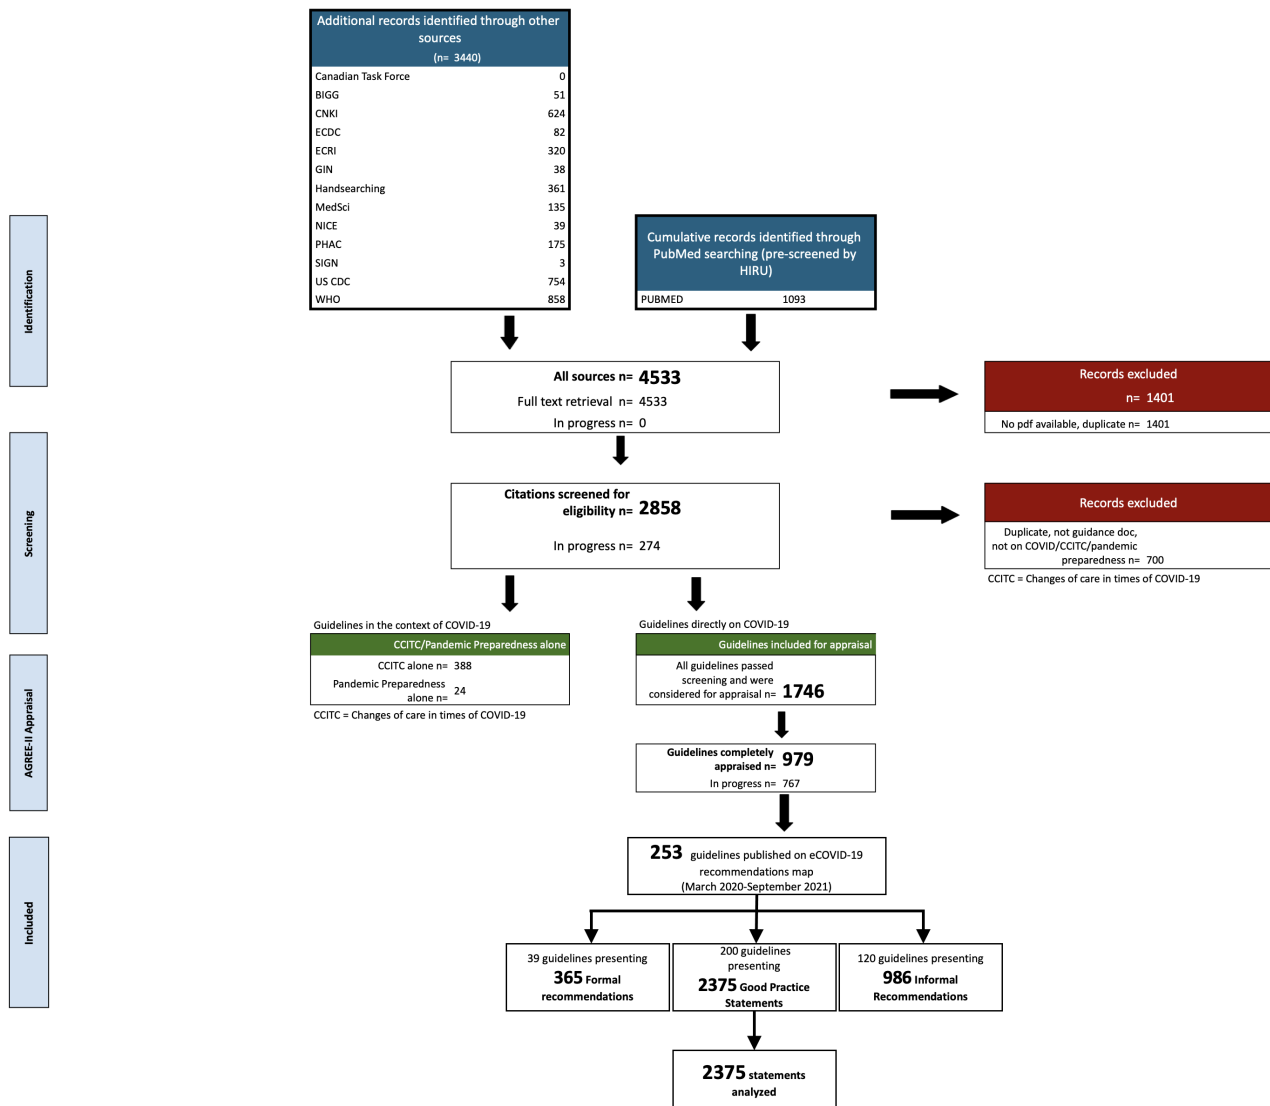 Additional records identified through other
sources
(n= 3440)
Canadian Task Force 0
BIGG 51
CNKI 624
ECDC 82
ECRI 320
GIN 38
Handsearching 361
MedSci 135
NICE 39
PHAC 175
SIGN 3
US CDC 754
WHO 858
Cumulative records identified through
PubMed searching (pre-screened by
HIRU)
PUBMED 1093
Identification
All sources n= 4533
Full text retrieval n= 4533
In progress n= 0
Records excluded
n= 1401
No pdf available, duplicate n= 1401
Screening
Citations screened for
eligibility n= 2858
In progress n= 274
Records excluded
Duplicate, not guidance doc,
not on COVID/CCITC/pandemic
preparedness n= 700
CCITC = Changes of care in times of COVID-19
Guidelines in the context of COVID-19
CCITC/Pandemic Preparedness alone
CCITC alone n= 388
Pandemic Preparedness
alone n= 24
CCITC = Changes of care in times of COVID-19
Guidelines directly on COVID-19
Guidelines included for appraisal
All guidelines passed
screening and were
considered for appraisal n= 1746
AGREE-II Appraisal
Guidelines completely
appraised n= 979
In progress n= 767
Included
253 guidelines published on eCOVID-19
recommendations map
(March 2020-September 2021)
39 guidelines presenting
365 Formal
recommendations
200 guidelines
presenting
2375 Good Practice
Statements
120 guidelines presenting
986 Informal
Recommendations
2375 statements
analyzed